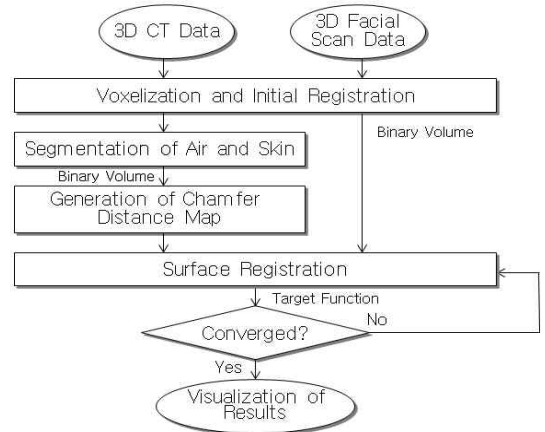 3D CT Data
3D Facial
Scan Data
Voxelization and Initial Registration
Binary Volume
Segmentation of Air and Skin
Binary Volume
Generation of Chamfer
Distance Map
Surface Registration
Target Function
Converged?
No
Yes
Visualization of
Results